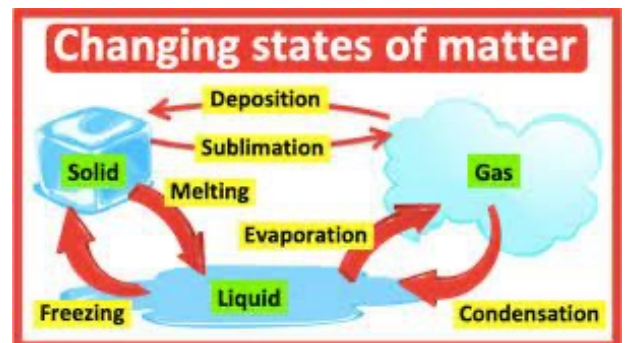 Changing states of matter
Deposition
Sublimation
Solid
Gas
Melting
Evaporation
Liquid
Freezing
Condensation